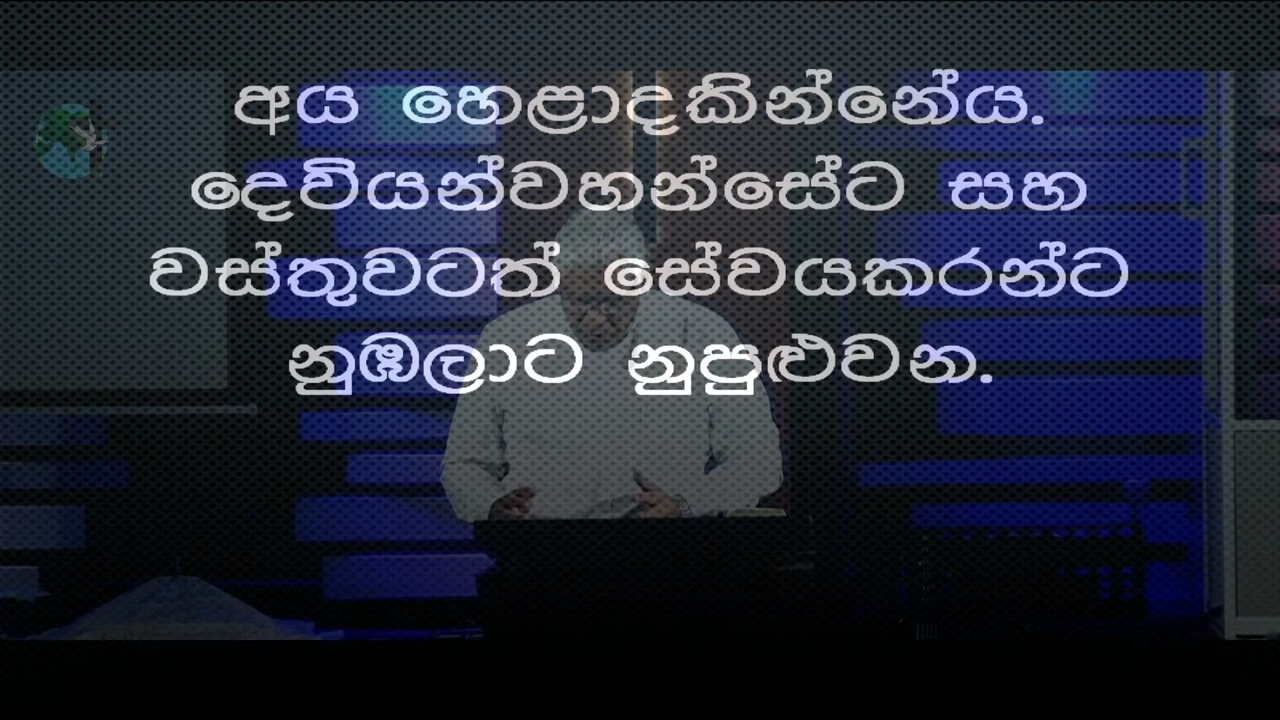 අය හෙළාදකින්නේය.
දෙවියන්වහන්සේට සහ
වස්තුවටත් සේවයකරන්ට
නුඹලාට නුපුළුවන.